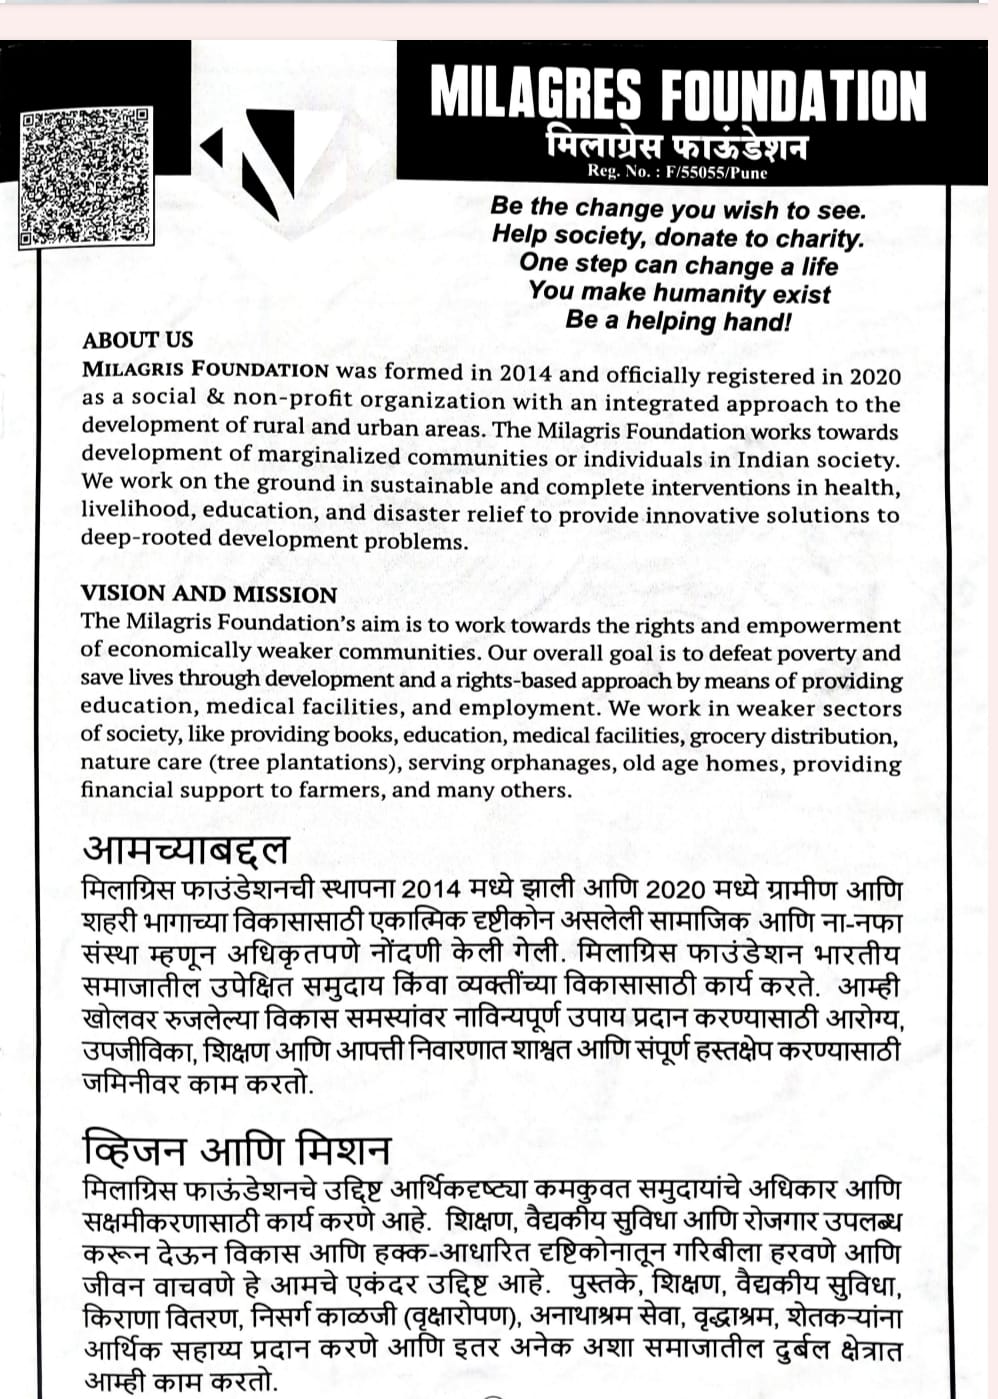 MILAGRES FOUNDATION
मिलाग्रेस फाऊंडेशन
Reg. No. : F/55055/Pune
Be the change you wish to see.
Help society, donate to charity.
One step can change a life
You make humanity exist
Be a helping hand!
ABOUT US
MILAGRIS FOUNDATION was formed in 2014 and officially registered in 2020
as a social & non-profit organization with an integrated approach to the
development of rural and urban areas. The Milagris Foundation works towards
development of marginalized communities or individuals in Indian society.
We work on the ground in sustainable and complete interventions in health,
livelihood, education, and disaster relief to provide innovative solutions to
deep-rooted development problems.
VISION AND MISSION
The Milagris Foundation's aim is to work towards the rights and empowerment
of economically weaker communities. Our overall goal is to defeat poverty and
save lives through development and a rights-based approach by means of providing
education, medical facilities, and employment. We work in weaker sectors
of society, like providing books, education, medical facilities, grocery distribution,
nature care (tree plantations), serving orphanages, old age homes, providing
financial support to farmers, and many others.
आमच्याबद्दल
मिलाग्रिस फाउंडेशनची स्थापना 2014 मध्ये झाली आणि 2020 मध्ये ग्रामीण आणि
शहरी भागाच्या विकासासाठी एकात्मिक दृष्टीकोन असलेली सामाजिक आणि ना-नफा
संस्था म्हणून अधिकृतपणे नोंदणी केली गेली. मिलाग्रिस फाउंडेशन भारतीय
समाजातील उपेक्षित समुदाय किंवा व्यक्तींच्या विकासासाठी कार्य करते. आम्ही
खोलवर रुजलेल्या विकास समस्यांवर नाविन्यपूर्ण उपाय प्रदान करण्यासाठी आरोग्य,
उपजीविका, शिक्षण आणि आपत्ती निवारणात शाश्वत आणि संपूर्ण हस्तक्षेप करण्यासाठी
जमिनीवर काम करतो.
व्हिजन आणि मिशन
मिलाग्रिस फाऊंडेशनचे उद्दिष्ट आर्थिकदृष्ट्या कमकुवत समुदायांचे अधिकार आणि
सक्षमीकरणासाठी कार्य करणे आहे. शिक्षण, वैद्यकीय सुविधा आणि रोजगार उपलब्ध
करून देऊन विकास आणि हक्क-आधारित दृष्टिकोनातून गरिबीला हरवणे आणि
जीवन वाचवणे हे आमचे एकंदर उद्दिष्ट आहे. पुस्तके, शिक्षण, वैद्यकीय सुविधा,
किराणा वितरण, निसर्ग काळजी (वृक्षारोपण), अनाथाश्रम सेवा, वृद्धाश्रम, शेतकऱ्यांना
आर्थिक सहाय्य प्रदान करणे आणि इतर अनेक अशा समाजातील दुर्बल क्षेत्रात
आम्ही काम करतो.